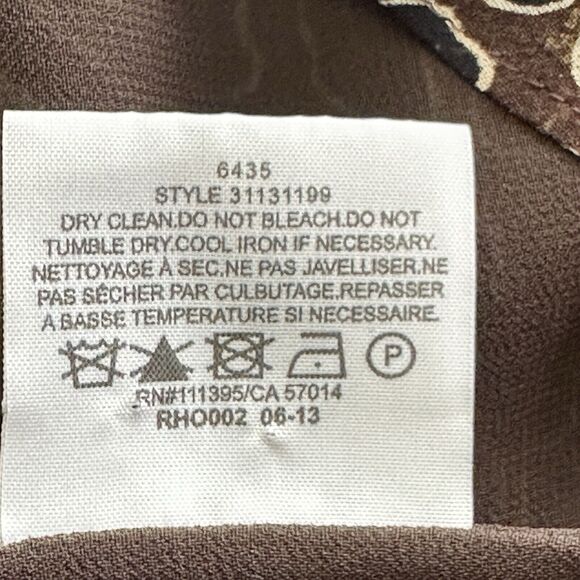 6435
STYLE 31131199
DRY CLEAN.DO NOT BLEACH.DO NOT
TUMBLE DRY.COOL IRON IF NECESSARY.
NETTOYAGE À SEC.NE PAS JAVELLISER.NE
PAS SÉCHER PAR CULBUTAGE.REPASSER
A BASSE TEMPERATURE SI NECESSAIRE.
P
RN#111395/CA 57014
RHO002 06-13